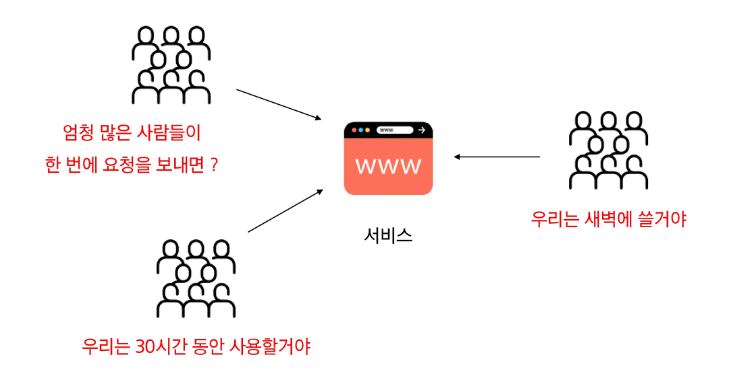 엄청 많은 사람들이
한 번에 요청을 보내면 ?
www
www
서비스
우리는 새벽에 쓸거야
우리는 30시간 동안 사용할거야